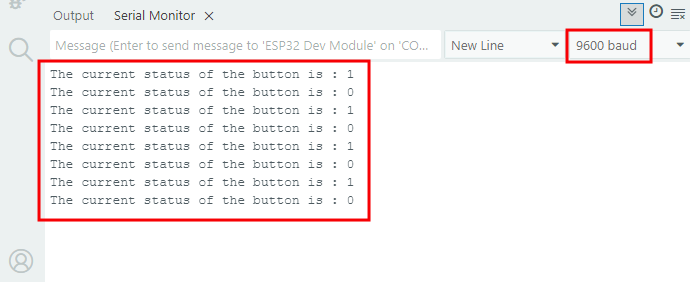 Output Serial Monitor
Message (Enter to send message to 'ESP32 Dev Module' on 'CO... New Line 9600 baud
The current status of the button is : 1
The current status of the button is : 0
The current status of the button is : 1
The current status of the button is : 0
The current status of the button is : 1
The current status of the button is : 0
The current status of the button is : 1
The current status of the button is : 0